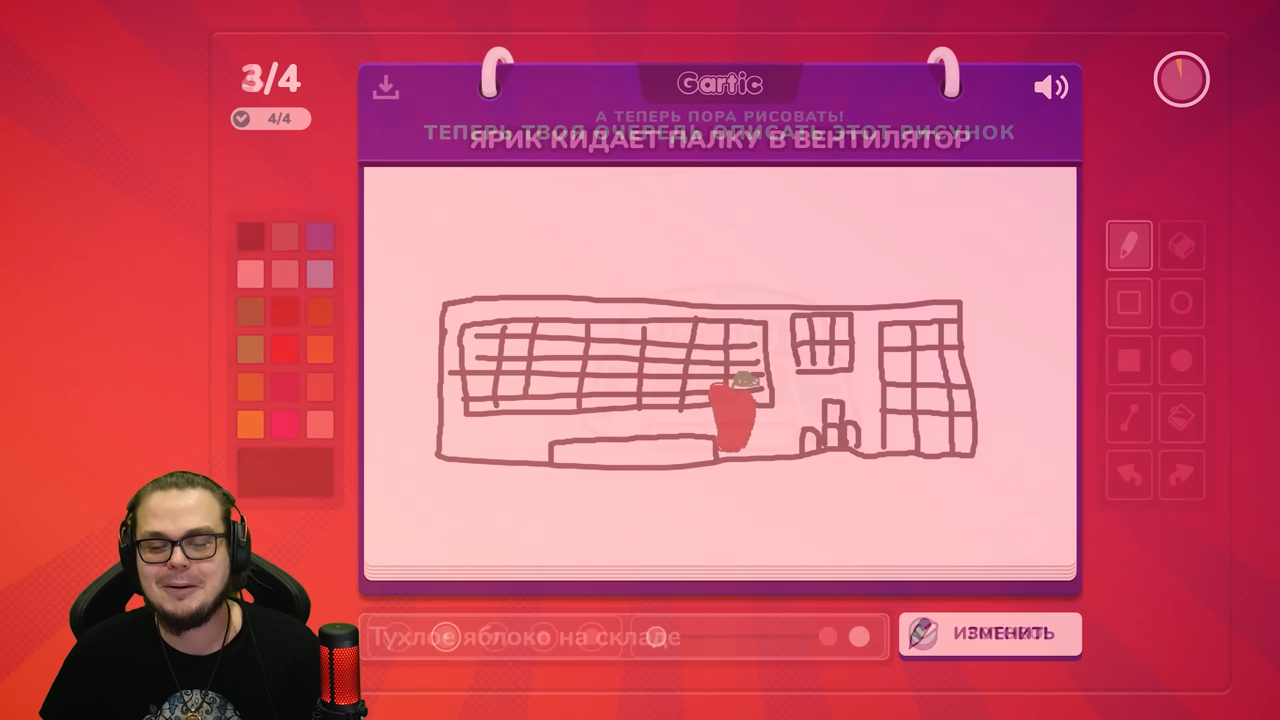 3/4
4/4
Gartic
А ТЕПЕРЬ ПОРА РИСОВАТЬ!
ТЕПЕРЬ ТВОЯ ОЧЕРЕДЬ ОПИСАТЬ ЭТОТ РИСУНОК
ЯРИК КИДАЕТ ПАЛКУ В ВЕНТИЛЯТОР
Тухлое яблоко на складе
ИЗМЕНИТЬ